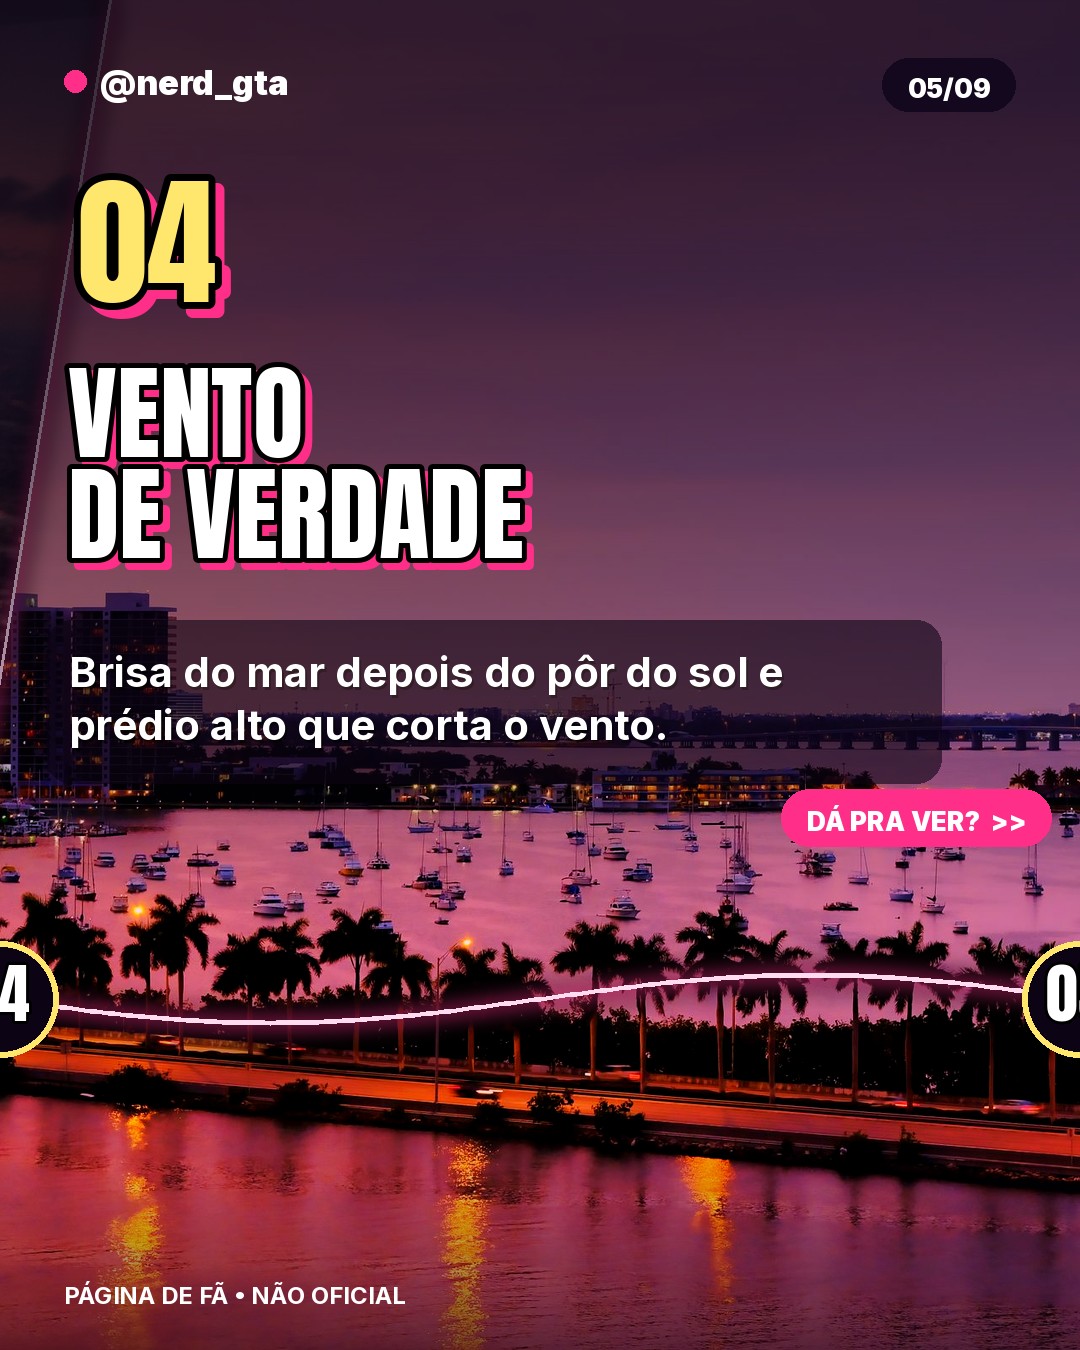 @nerd_gta
05/09
04
VENTO
DE VERDADE
Brisa do mar depois do pôr do sol e
prédio alto que corta o vento.
DÁ PRA VER? >>
4
0
PÁGINA DE FÃ • NÃO OFICIAL